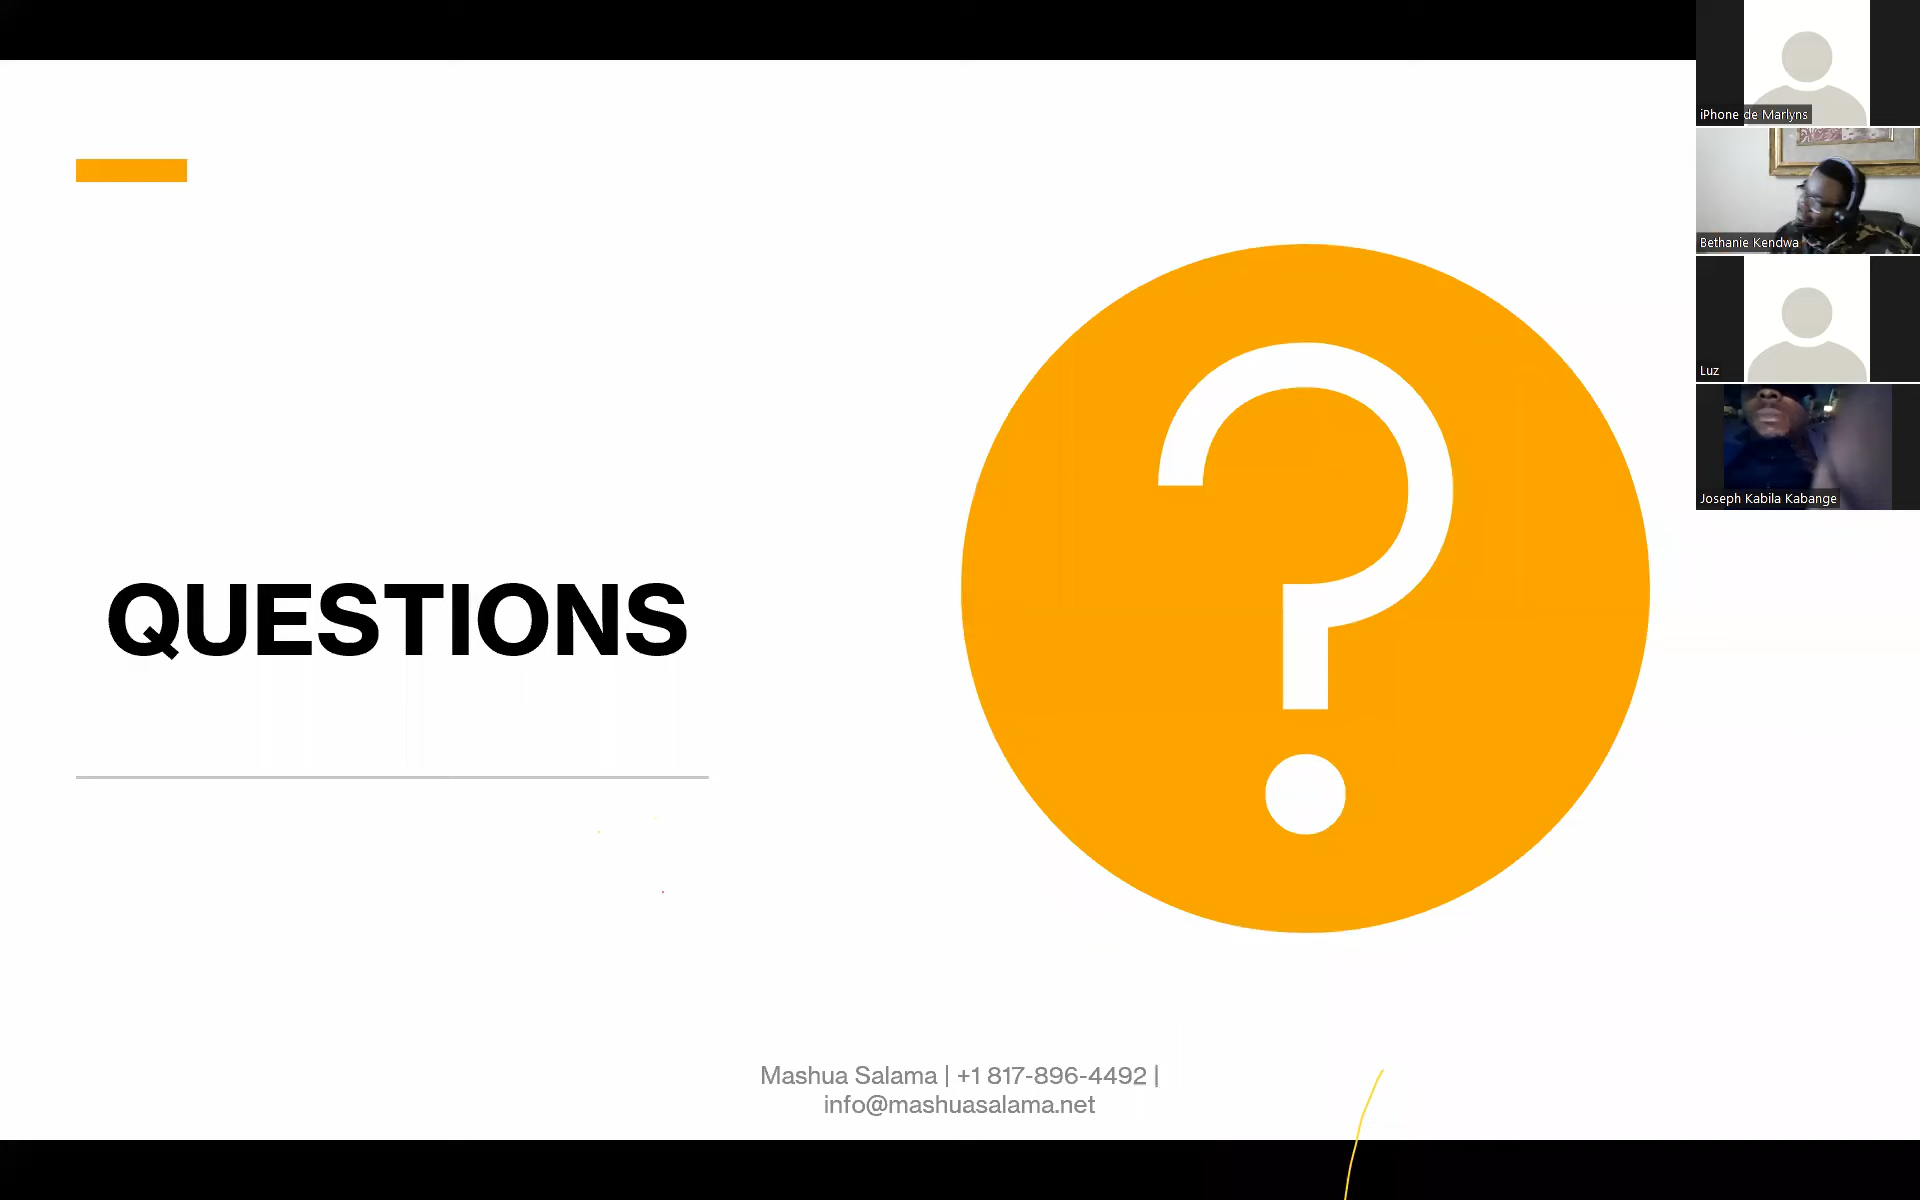 iPhone de Marlyns
Bethanie Kendwa
Luz
Joseph Kabila Kabange
QUESTIONS
Mashua Salama | +1 817-896-4492 |
info@mashuasalama.net